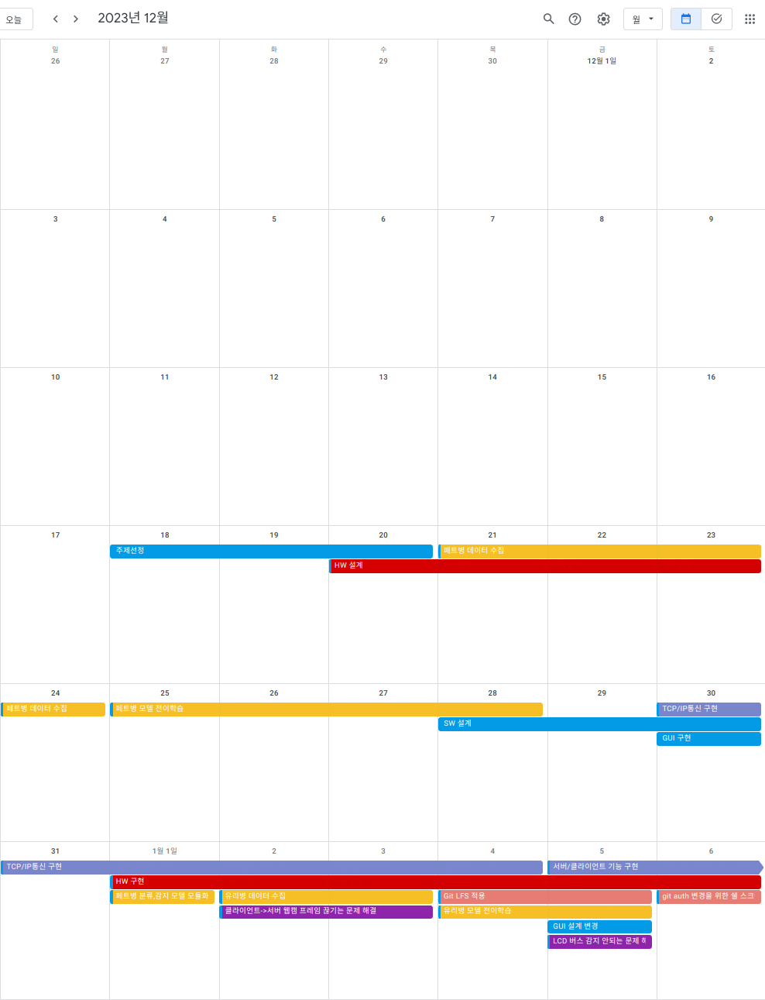 오늘 2023년 12월 월
일 월 화 수 목 금 토
26 27 28 29 30 12월 1일 2
3 4 5 6 7 8 9
10 11 12 13 14 15 16
17 18 19 20 21 22 23
주제선정 페트병 데이터 수집
HW 설계
24 25 26 27 28 29 30
페트병 데이터 수집 페트병 모델 전이학습 TCP/IP통신 구현
SW 설계
GUI 구현
31 1월 1일 2 3 4 5 6
TCP/IP통신 구현 서버/클라이언트 기능 구현
HW 구현
페트병 분류,감지 모델 모듈화 유리병 데이터 수집 Git LFS 적용 git auth 변경을 위한 쉘 스크
클라이언트->서버 웹캠 프레임 끊기는 문제 해결 유리병 모델 전이학습
GUI 설계 변경
LCD 버스 감지 안되는 문제